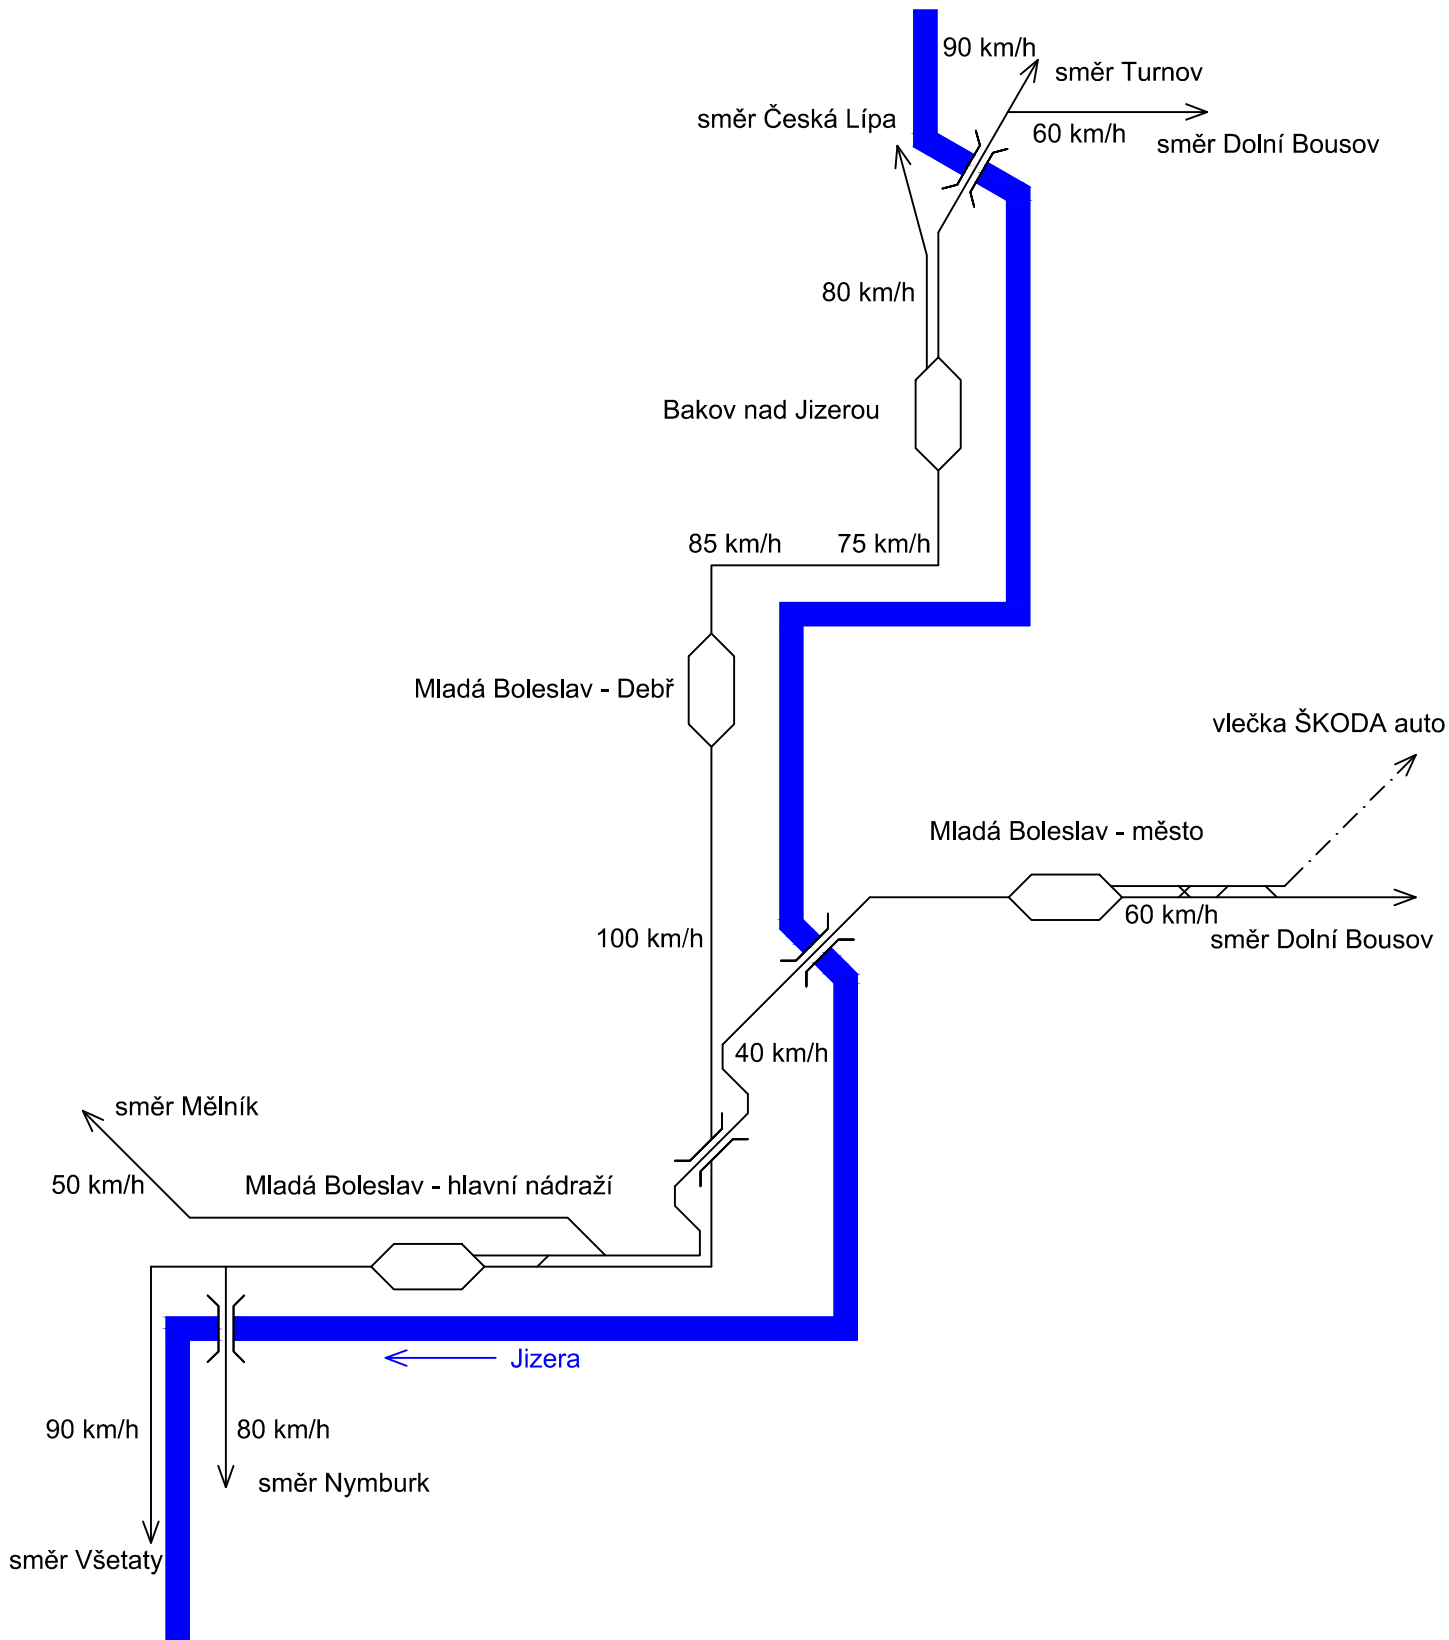 90 km/h
směr Turnov
směr Česká Lípa
60 km/h
směr Dolní Bousov
80 km/h
Bakov nad Jizerou
85 km/h
75 km/h
Mladá Boleslav - Debř
vlečka ŠKODA auto
Mladá Boleslav - město
60 km/h
100 km/h
směr Dolní Bousov
40 km/h
směr Mělník
50 km/h
Mladá Boleslav - hlavní nádraží
Jizera
90 km/h
80 km/h
směr Nymburk
směr Všetaty